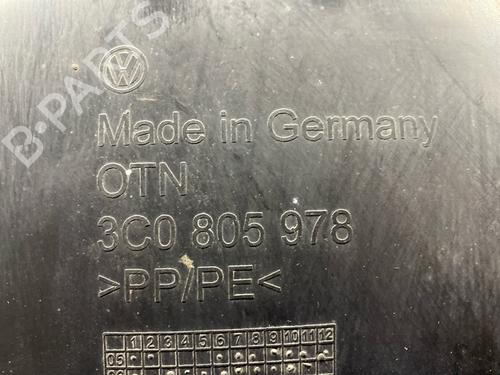 B-PARTS
VW
Made in Germany
OTN
3C0 805 978
>PP/PE<
1 2 3 4 5 6 7 8 9 10 11 12
05